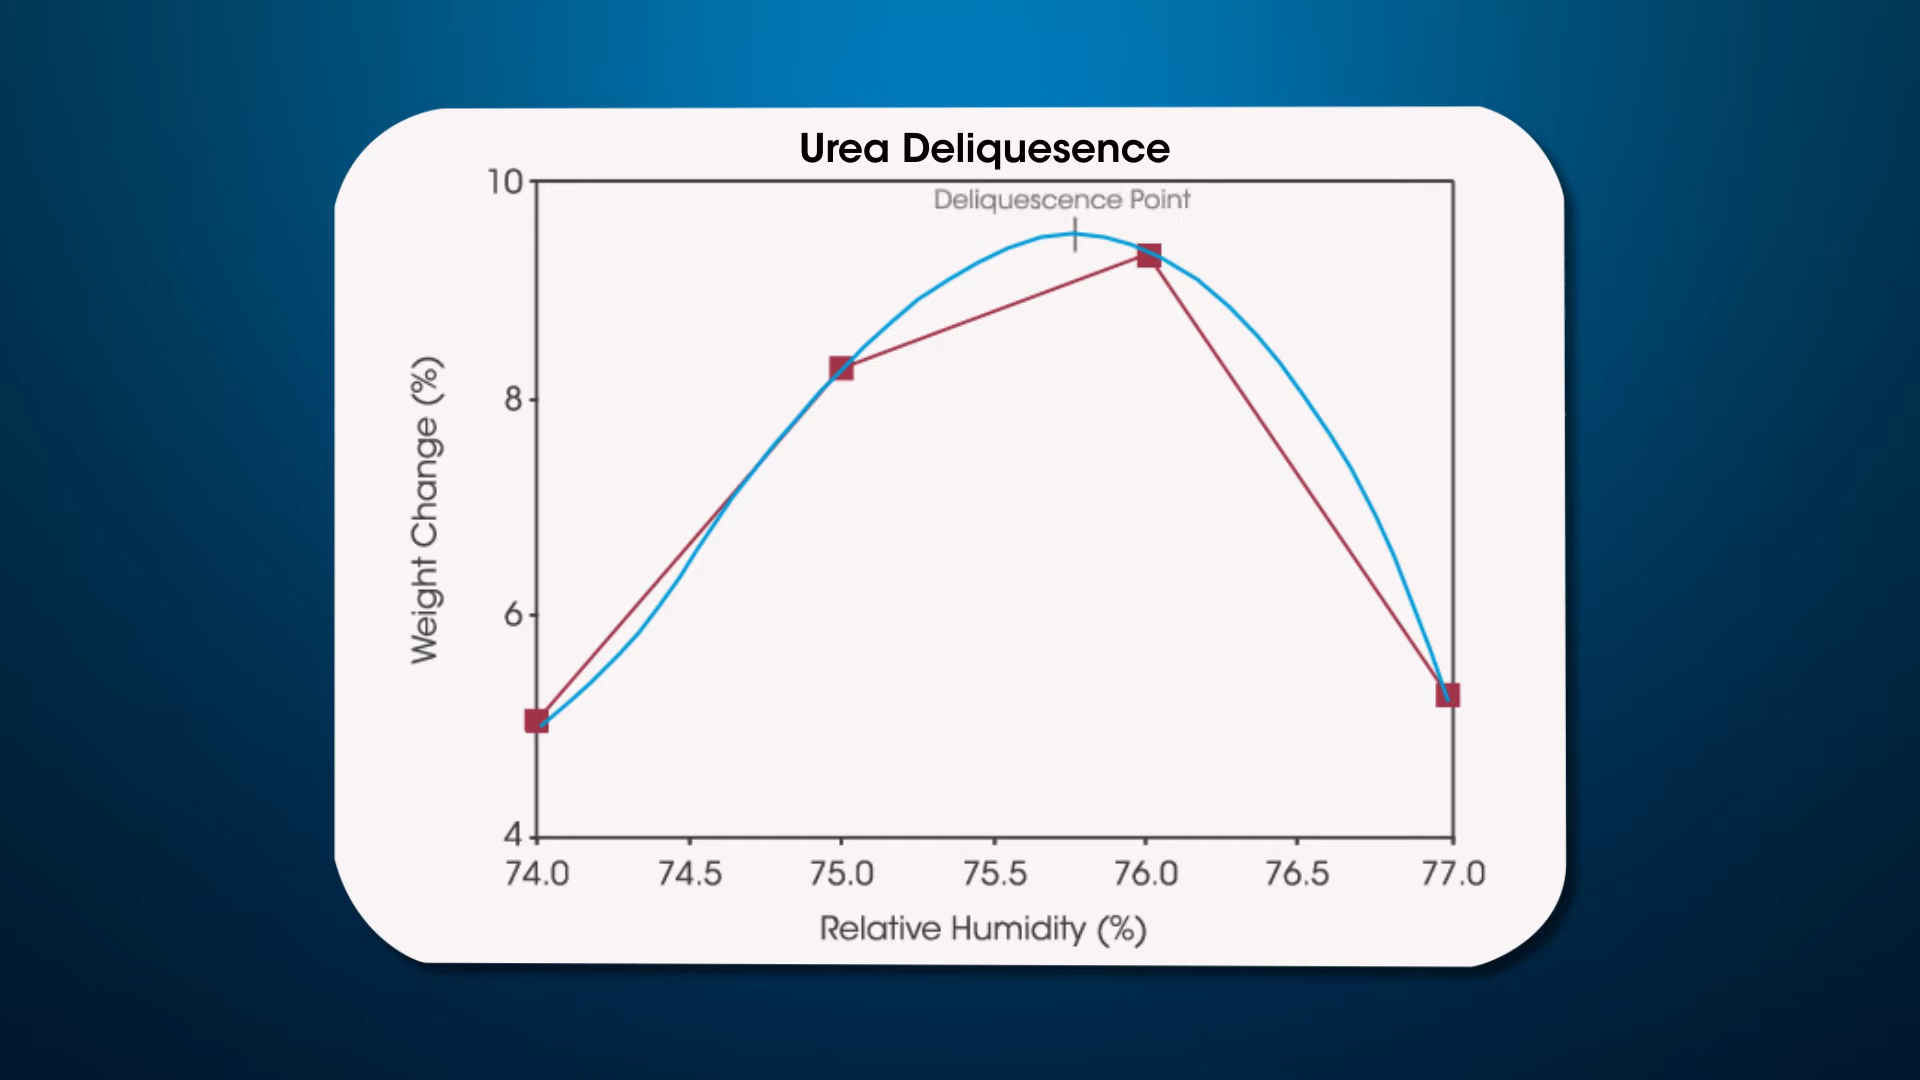 Urea Deliquesence
Deliquescence Point
10
8
6
4
Weight Change (%)
74.0 74.5 75.0 75.5 76.0 76.5 77.0
Relative Humidity (%)